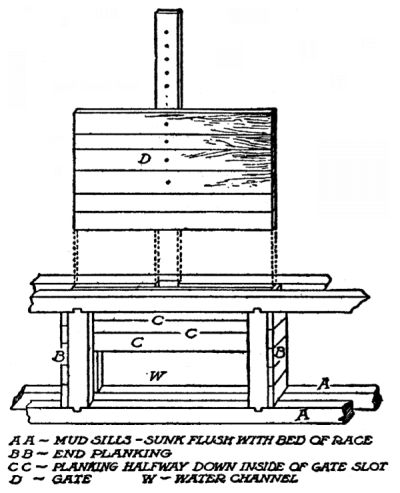 D
C
C
C
B
B
W
A
A
A A ~ MUD SILLS - SUNK FLUSH WITH BED OF RACE
B B ~ END PLANKING
C C ~ PLANKING HALFWAY DOWN INSIDE OF GATE SLOT
D ~ GATE W ~ WATER CHANNEL